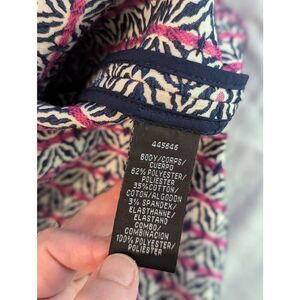 445646
BODY/CORPS/
CUERPO
62% POLYESTER/
POLIESTER
35% COTTON/
COTON/ALGODON
3% SPANDEX/
ELASTHANNE/
ELASTANO
COMBO/
COMBINACION
100% POLYESTER/
POLIESTER